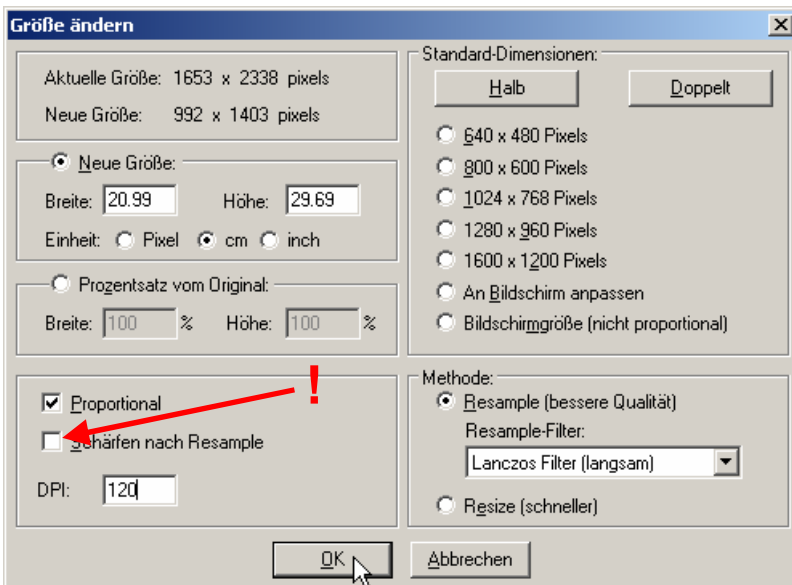 Größe ändern
Aktuelle Größe: 1653 x 2338 pixels
Neue Größe: 992 x 1403 pixels
Neue Größe:
Breite: 20.99 Höhe: 29.69
Einheit: Pixel cm inch
Prozentsatz vom Original:
Breite: 100 % Höhe: 100 %
Proportional
!
Schärfen nach Resample
DPI: 120
Standard-Dimensionen:
Halb Doppelt
640 x 480 Pixels
800 x 600 Pixels
1024 x 768 Pixels
1280 x 960 Pixels
1600 x 1200 Pixels
An Bildschirm anpassen
Bildschirmgröße (nicht proportional)
Methode:
Resample (bessere Qualität)
Resample-Filter:
Lanczos Filter (langsam)
Resize (schneller)
OK Abbrechen